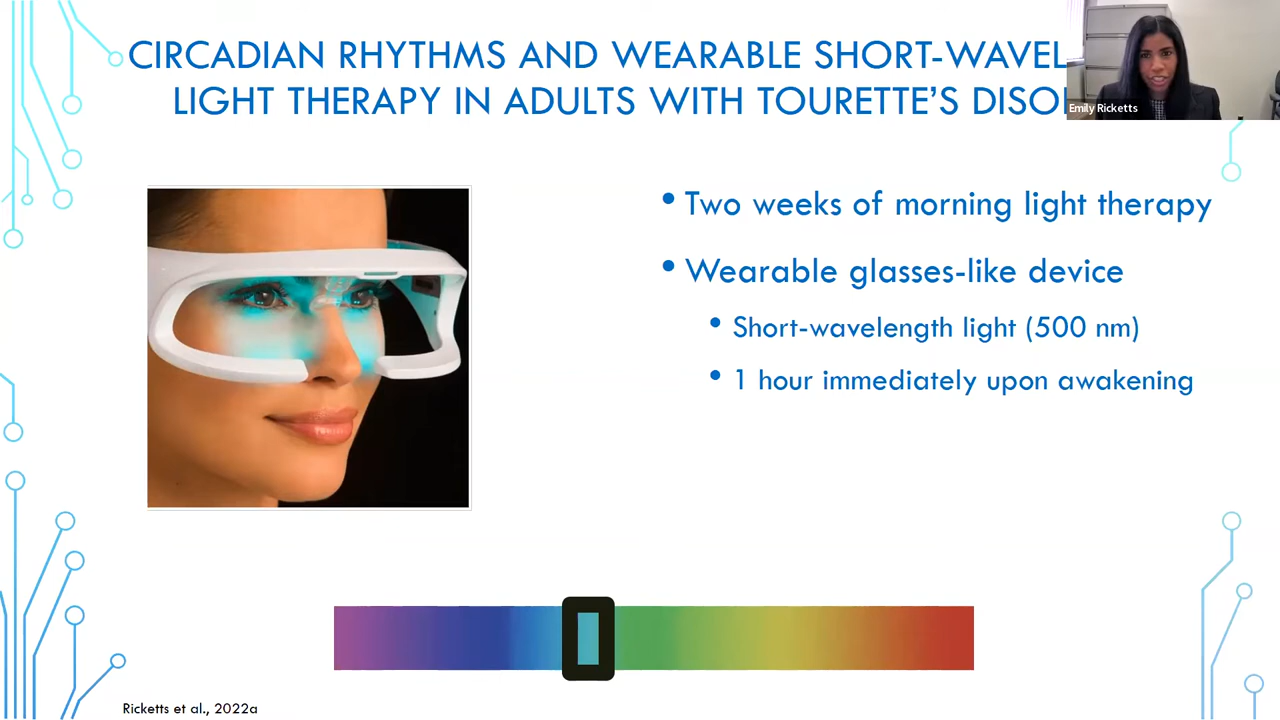 CIRCADIAN RHYTHMS AND WEARABLE SHORT-WAVEL
LIGHT THERAPY IN ADULTS WITH TOURETTE’S DISO
Emily Ricketts
• Two weeks of morning light therapy
• Wearable glasses-like device
• Short-wavelength light (500 nm)
• 1 hour immediately upon awakening
Ricketts et al., 2022a